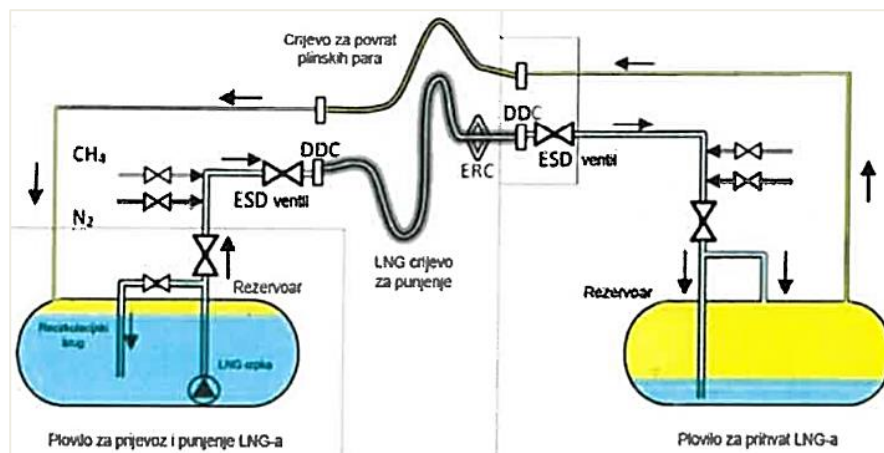 Crijevo za povrat
plinskih para
CH₄
N₂
DDC
ESD ventil
ERC
DDC
ESD ventil
LNG crijevo
za punjenje
Rezervoar
Rezervoar
Recirkulacijski
krug
LNG crpka
Plovilo za prijevoz i punjenje LNG-a
Plovilo za prihvat LNG-a